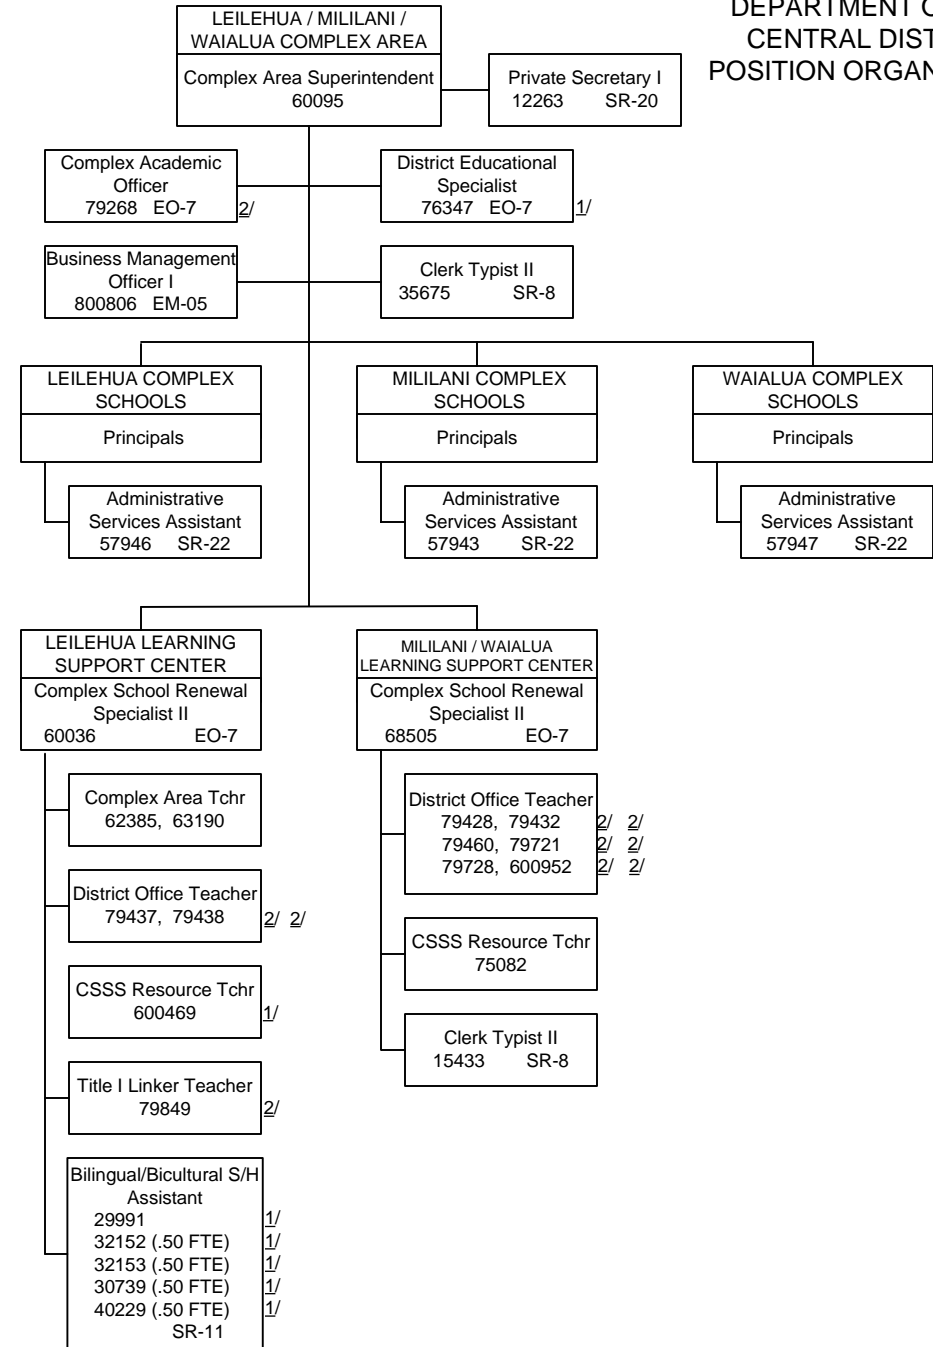 DEPARTMENT O
CENTRAL DIST
POSITION ORGAN
LEILEHUA / MILILANI /
WAIALUA COMPLEX AREA
Complex Area Superintendent
60095
Private Secretary I
12263 SR-20
Complex Academic
Officer
79268 EO-7 2/
District Educational
Specialist
76347 EO-7 1/
Business Management
Officer I
800806 EM-05
Clerk Typist II
35675 SR-8
LEILEHUA COMPLEX
SCHOOLS
Principals
Administrative
Services Assistant
57946 SR-22
MILILANI COMPLEX
SCHOOLS
Principals
Administrative
Services Assistant
57943 SR-22
WAIALUA COMPLEX
SCHOOLS
Principals
Administrative
Services Assistant
57947 SR-22
LEILEHUA LEARNING
SUPPORT CENTER
Complex School Renewal
Specialist II
60036 EO-7
Complex Area Tchr
62385, 63190
District Office Teacher
79437, 79438 2/ 2/
CSSS Resource Tchr
600469 1/
Title I Linker Teacher
79849 2/
Bilingual/Bicultural S/H
Assistant
29991 1/
32152 (.50 FTE) 1/
32153 (.50 FTE) 1/
30739 (.50 FTE) 1/
40229 (.50 FTE) 1/
SR-11
MILILANI / WAIALUA
LEARNING SUPPORT CENTER
Complex School Renewal
Specialist II
68505 EO-7
District Office Teacher
79428, 79432 2/ 2/
79460, 79721 2/ 2/
79728, 600952 2/ 2/
CSSS Resource Tchr
75082
Clerk Typist II
15433 SR-8